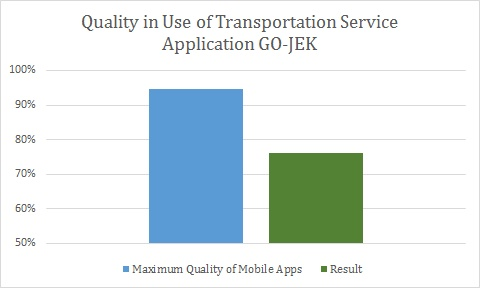 Quality in Use of Transportation Service
Application GO-JEK
100%
90%
80%
70%
60%
50%
Maximum Quality of Mobile Apps Result